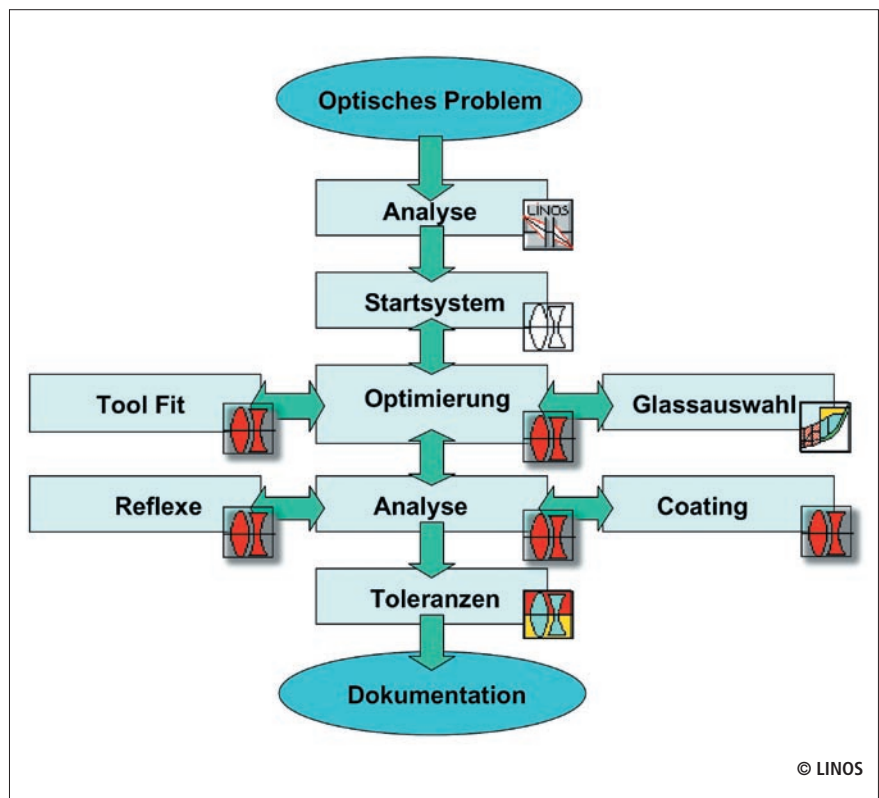 Optisches Problem
Analyse
LINOS
Startsystem
Tool Fit
Optimierung
Glassauswahl
Reflexe
Analyse
Coating
Toleranzen
Dokumentation
© LINOS